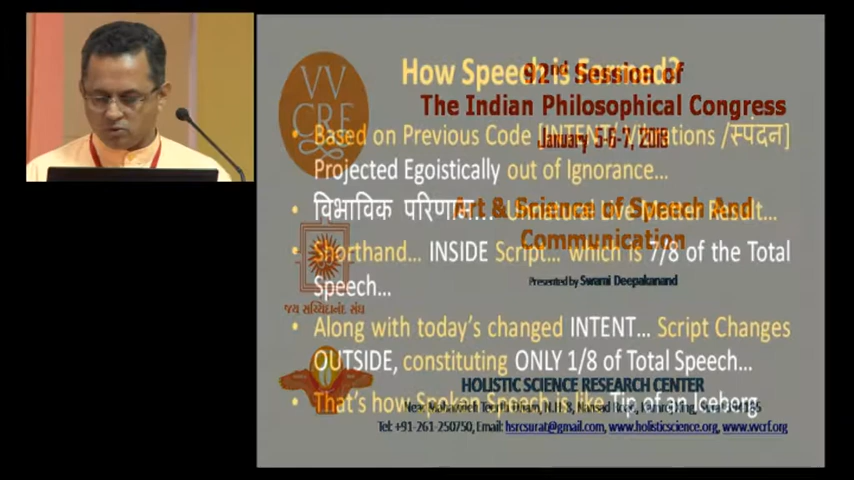 VV
CRF
How Speech is Formed?
92nd Session of
The Indian Philosophical Congress
January 5-6-7, 2018
• Based on Previous Code [INTENT / Vibrations /स्पंदन]
Projected Egoistically out of Ignorance...
• विभाविक परिणाम... Unnatural Live Matter Result...
Art & Science of Speech And
Communication
• Shorthand... INSIDE Script... which is 7/8 of the Total
Speech...
Presented by Swami Deepakanand
જય સચ્ચિદાનંદ સંઘ
• Along with today's changed INTENT... Script Changes
OUTSIDE, constituting ONLY 1/8 of Total Speech...
HOLISTIC SCIENCE RESEARCH CENTER
• That's how Spoken Speech is like Tip of an Iceberg
Tel: +91-261-250750, Email: hsrcsurat@gmail.com, www.holisticscience.org, www.vvcrf.org